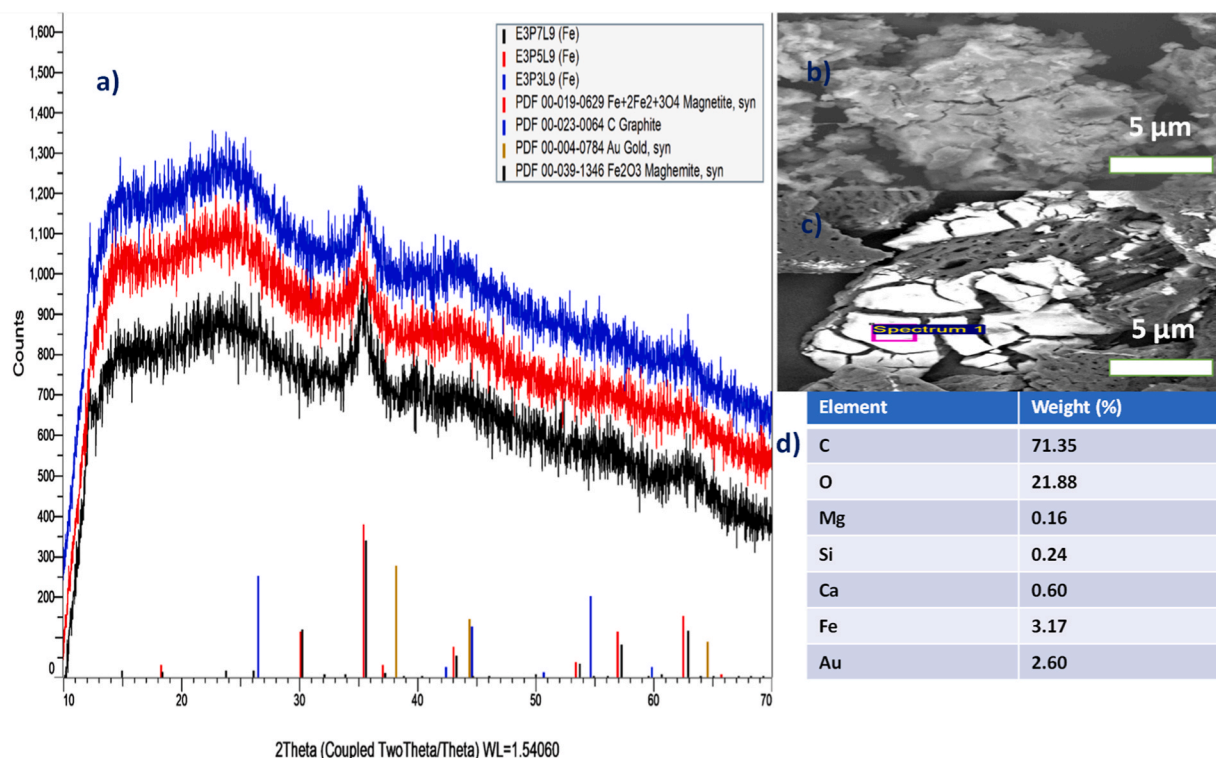 a)
1,600
1,500
1,400
1,300
1,200
1,100
1,000
900
800
700
600
500
400
300
200
0
Counts
E3P7L9 (Fe)
E3P5L9 (Fe)
E3P3L9 (Fe)
PDF 00-019-0629 Fe+2Fe2+3O4 Magnetite, syn
PDF 00-023-0064 C Graphite
PDF 00-004-0784 Au Gold, syn
PDF 00-039-1346 Fe2O3 Maghemite, syn
10 20 30 40 50 60 70
2Theta (Coupled TwoTheta/Theta) WL=1.54060
b)
5 µm
c)
Spectrum 1
5 µm
d)
Element Weight (%)
C 71.35
O 21.88
Mg 0.16
Si 0.24
Ca 0.60
Fe 3.17
Au 2.60